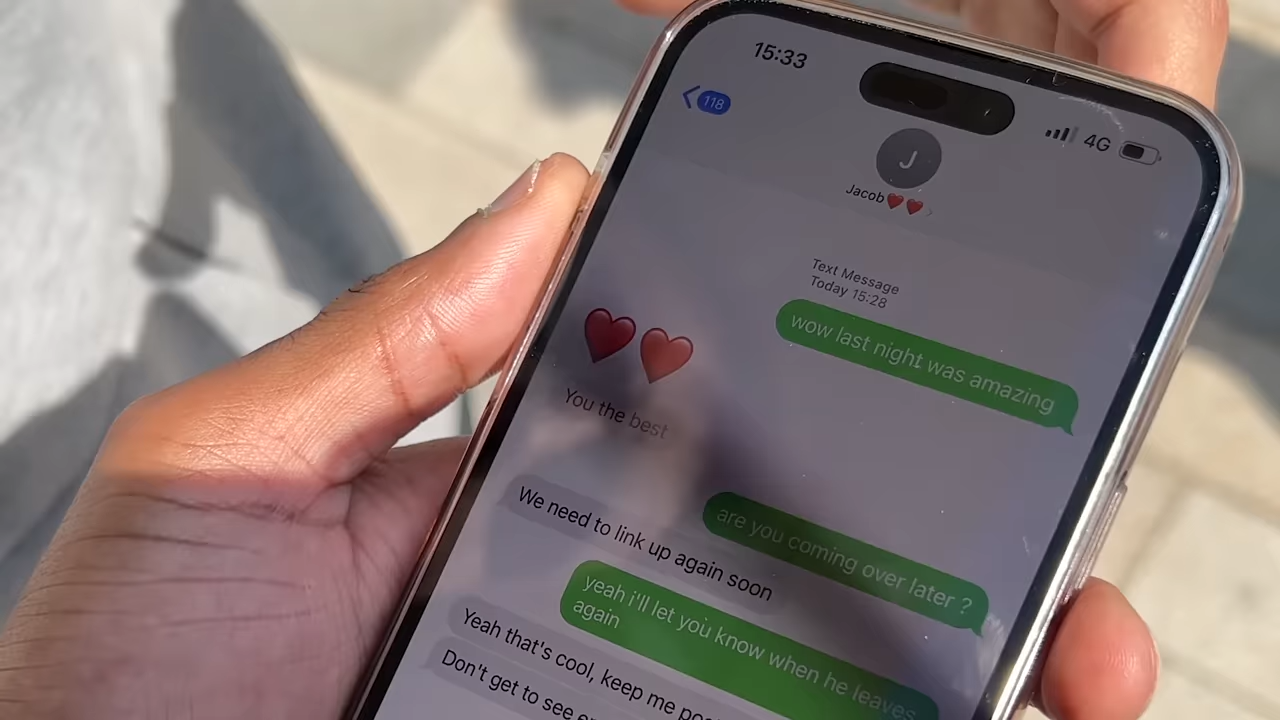 15:33
4G
118
J
Jacob❤️❤️
Text Message
Today 15:28
wow last night was amazing
❤️❤️
You the best
are you coming over later ?
We need to link up again soon
yeah i'll let you know when he leaves
again
Yeah that's cool, keep me
Don't get to see